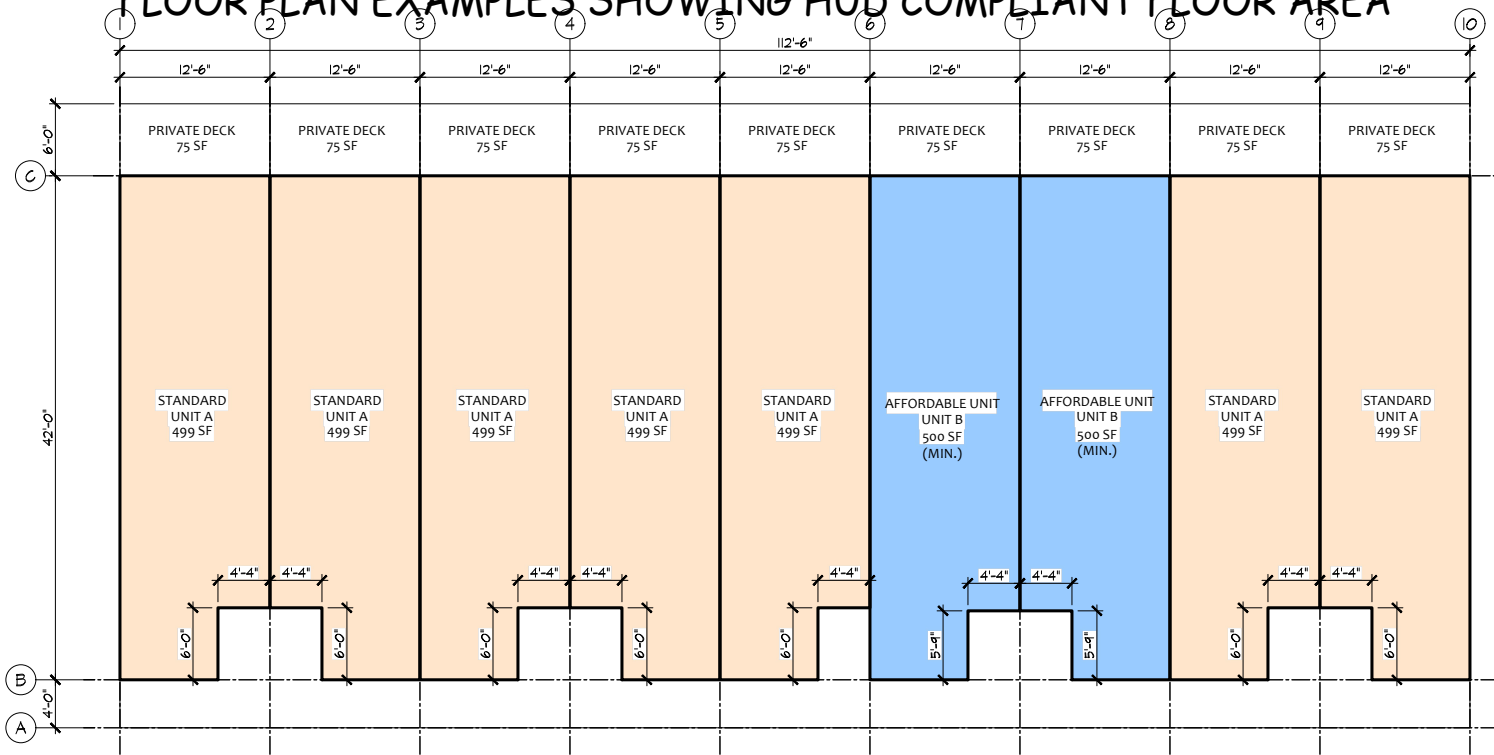 FLOOR PLAN EXAMPLES SHOWING HUD COMPLIANT FLOOR AREA
1 2 3 4 5 6 7 8 9 10
112'-6"
12'-6" 12'-6" 12'-6" 12'-6" 12'-6" 12'-6" 12'-6" 12'-6" 12'-6"
6'-0"
PRIVATE DECK
75 SF
PRIVATE DECK
75 SF
PRIVATE DECK
75 SF
PRIVATE DECK
75 SF
PRIVATE DECK
75 SF
PRIVATE DECK
75 SF
PRIVATE DECK
75 SF
PRIVATE DECK
75 SF
PRIVATE DECK
75 SF
C
42'-0"
STANDARD
UNIT A
499 SF
STANDARD
UNIT A
499 SF
STANDARD
UNIT A
499 SF
STANDARD
UNIT A
499 SF
STANDARD
UNIT A
499 SF
AFFORDABLE UNIT
UNIT B
500 SF
(MIN.)
AFFORDABLE UNIT
UNIT B
500 SF
(MIN.)
STANDARD
UNIT A
499 SF
STANDARD
UNIT A
499 SF
4'-4" 4'-4" 4'-4" 4'-4" 4'-4" 4'-4" 4'-4" 4'-4" 4'-4"
6'-0" 6'-0" 6'-0" 6'-0" 6'-0" 5'-9" 5'-9" 6'-0" 6'-0"
B
4'-0"
A